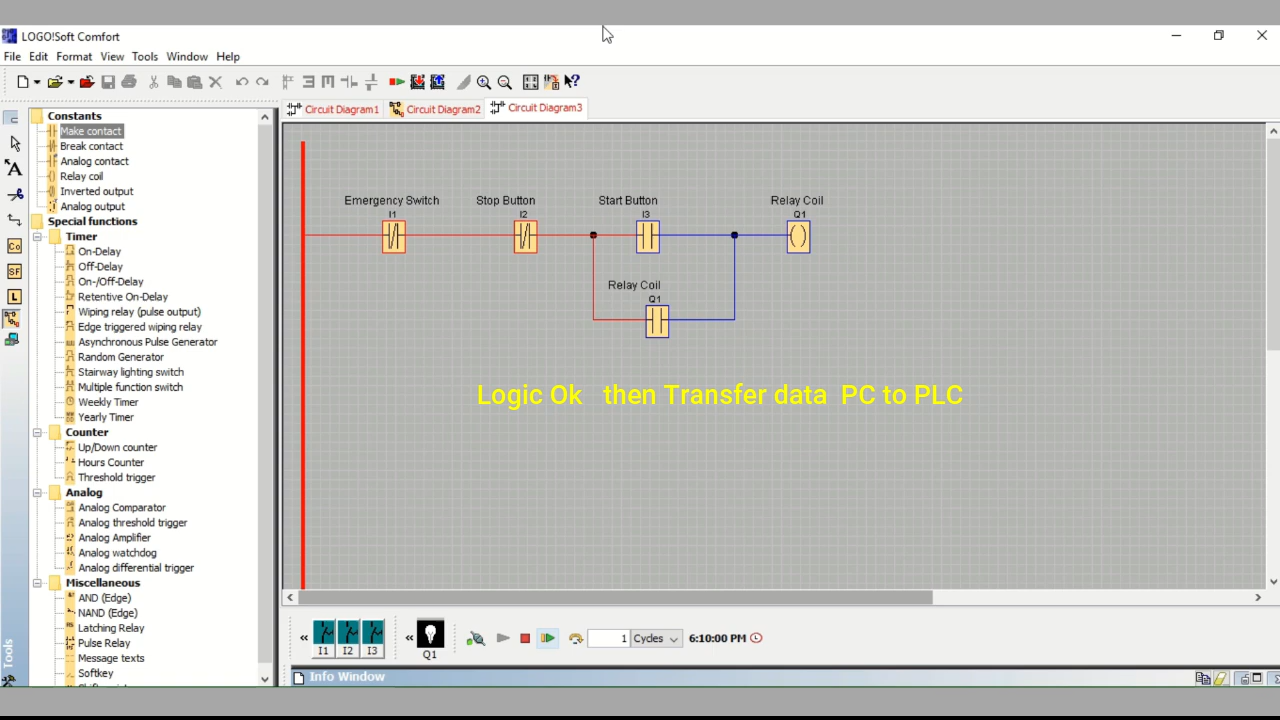 LOGO!Soft Comfort
File Edit Format View Tools Window Help
Circuit Diagram1 Circuit Diagram2 Circuit Diagram3
Constants
Make contact
Break contact
Analog contact
Relay coil
Inverted output
Analog output
Special functions
Timer
On-Delay
Off-Delay
On-/Off-Delay
Retentive On-Delay
Wiping relay (pulse output)
Edge triggered wiping relay
Asynchronous Pulse Generator
Random Generator
Stairway lighting switch
Multiple function switch
Weekly Timer
Yearly Timer
Counter
Up/Down counter
Hours Counter
Threshold trigger
Analog
Analog Comparator
Analog threshold trigger
Analog Amplifier
Analog watchdog
Analog differential trigger
Miscellaneous
AND (Edge)
NAND (Edge)
Latching Relay
Pulse Relay
Message texts
Softkey
A
Co
SF
L
Tools
Emergency Switch Stop Button Start Button Relay Coil
I1 I2 I3 Q1
Relay Coil
Q1
Logic Ok then Transfer data PC to PLC
I1 I2 I3 Q1
1 Cycles 6:10:00 PM
Info Window